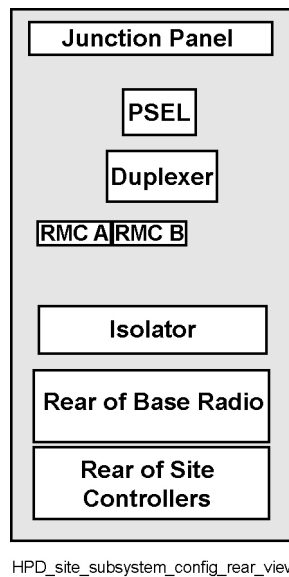 Junction Panel
PSEL
Duplexer
RMC A RMC B
Isolator
Rear of Base Radio
Rear of Site
Controllers
HPD_site_subsystem_config_rear_view